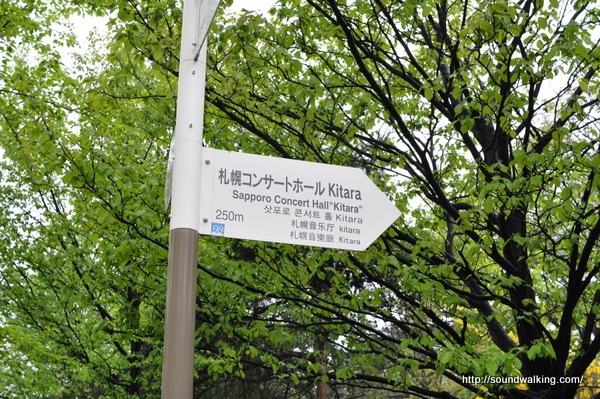 札幌コンサートホール Kitara
Sapporo Concert Hall"Kitara"
삿포로 콘서트 홀 Kitara
250m
札幌音乐厅 kitara
札幌音樂廳 Kitara
http://soundwalking.com/